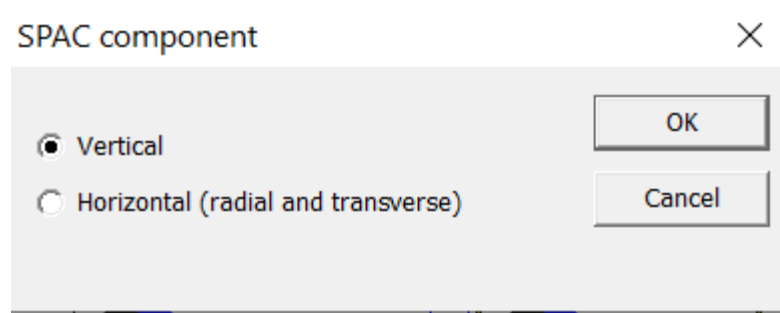 SPAC component
OK
Vertical
Horizontal (radial and transverse)
Cancel